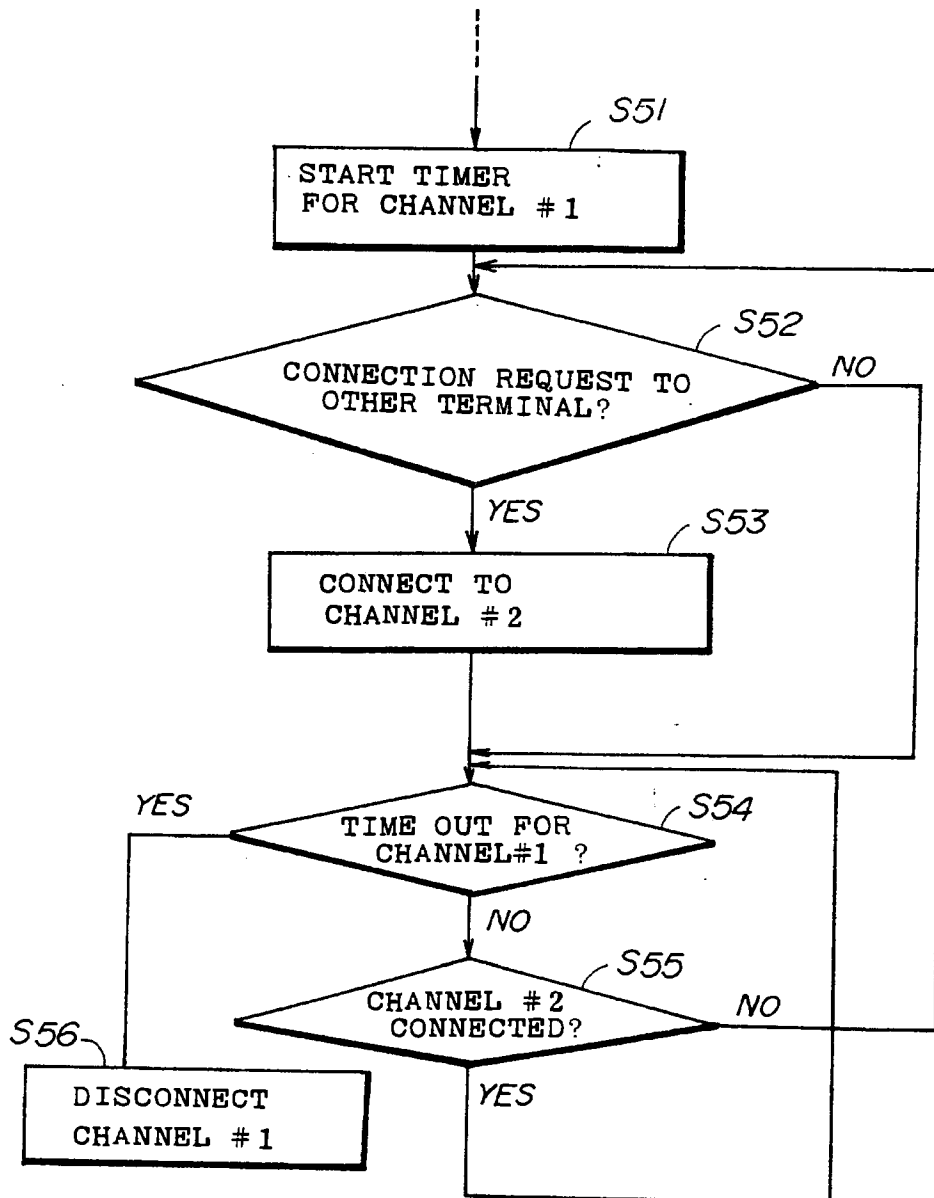 S51
START TIMER
FOR CHANNEL #1
S52
CONNECTION REQUEST TO
OTHER TERMINAL?
NO
YES
S53
CONNECT TO
CHANNEL #2
YES
S54
TIME OUT FOR
CHANNEL#1 ?
NO
S55
CHANNEL #2
CONNECTED?
NO
S56
YES
DISCONNECT
CHANNEL #1